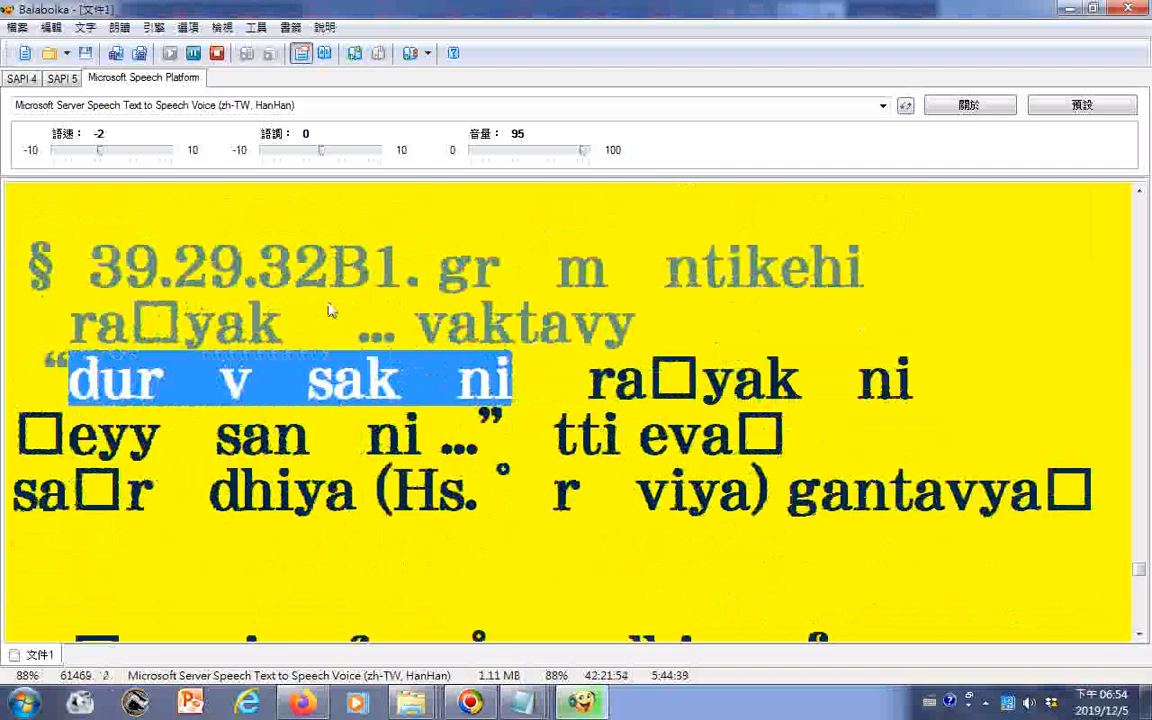 Balabolka - [文件1]
檔案 編輯 文字 朗讀 引擎 選項 檢視 工具 書籤 說明
SAPI 4 SAPI 5 Microsoft Speech Platform
Microsoft Server Speech Text to Speech Voice (zh-TW, HanHan) 關於 預設
語速： -2 語調： 0 音量： 95
-10 10 -10 10 0 100
§ 39.29.32B1. gr m ntikehi
ra□yak ... vaktavy
“dur v sak ni ra□yak ni
□eyy san ni ...” tti eva□
sa□r dhiya (Hs. ° r viya) gantavya□
文件1
88% Microsoft Server Speech Text to Speech Voice (zh-TW, HanHan) 1.11 MB 88% 42:21:54 5:44:39
下午 06:54
2019/12/5